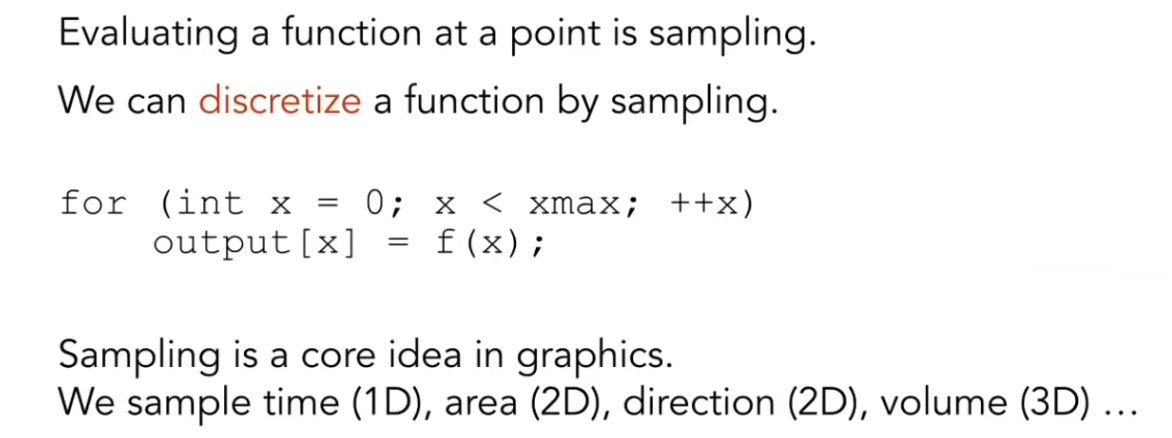 Evaluating a function at a point is sampling.
We can discretize a function by sampling.
for (int x = 0; x < xmax; ++x)
output[x] = f(x);
Sampling is a core idea in graphics.
We sample time (1D), area (2D), direction (2D), volume (3D) …